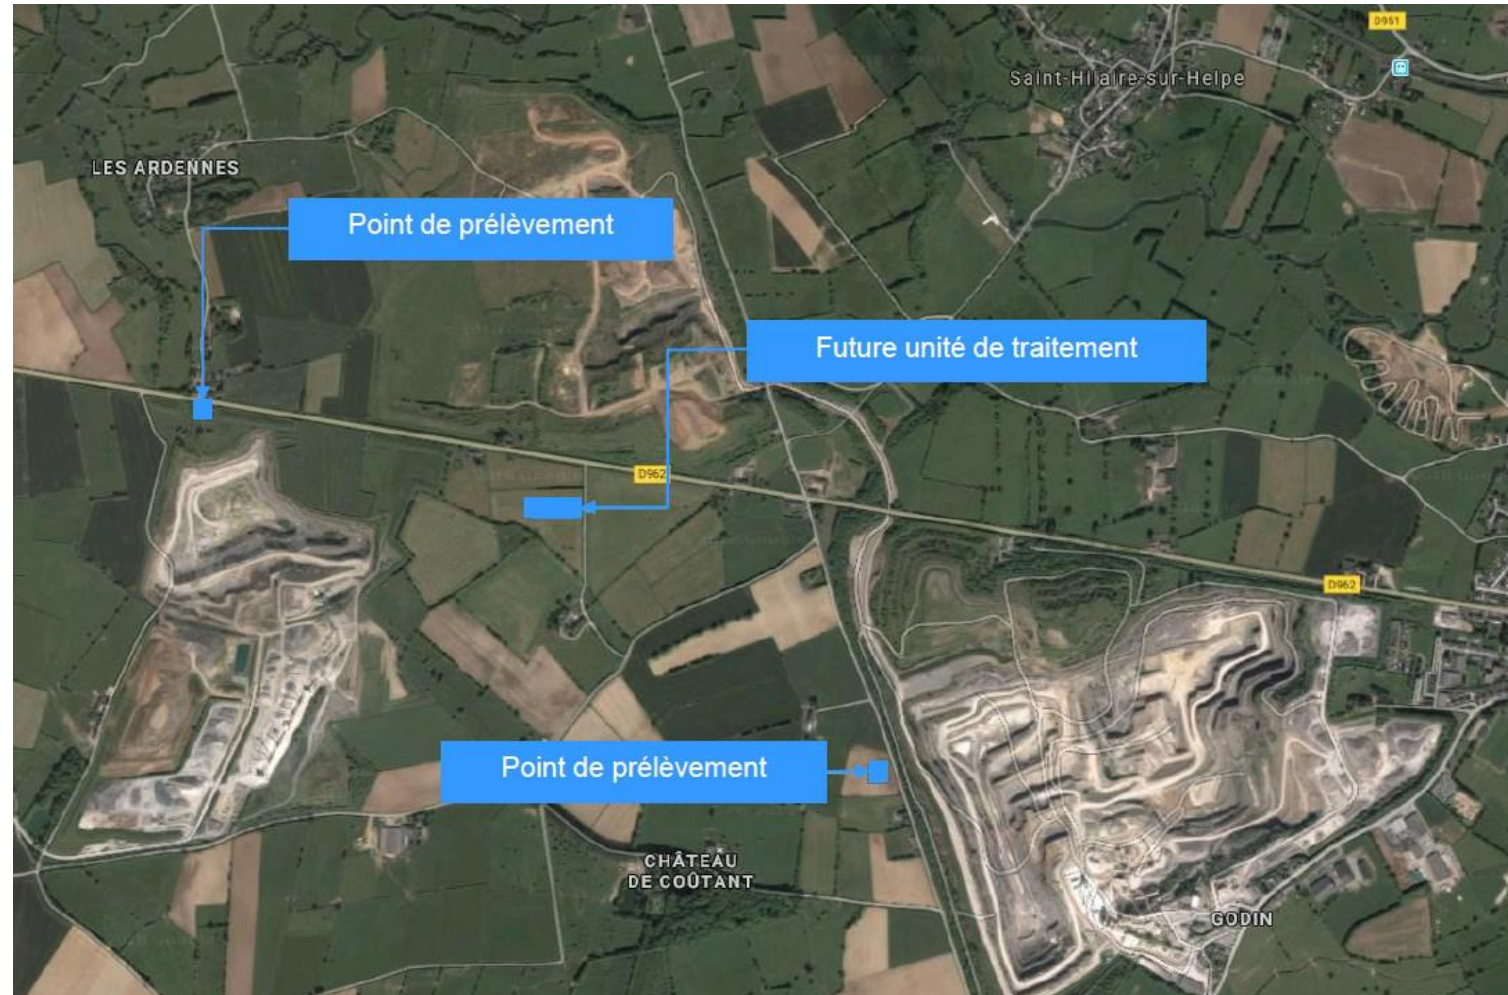 D951
Saint-Hilaire-sur-Helpe
LES ARDENNES
Point de prélèvement
Future unité de traitement
D962
D962
Point de prélèvement
CHÂTEAU
DE COÛTANT
GODIN